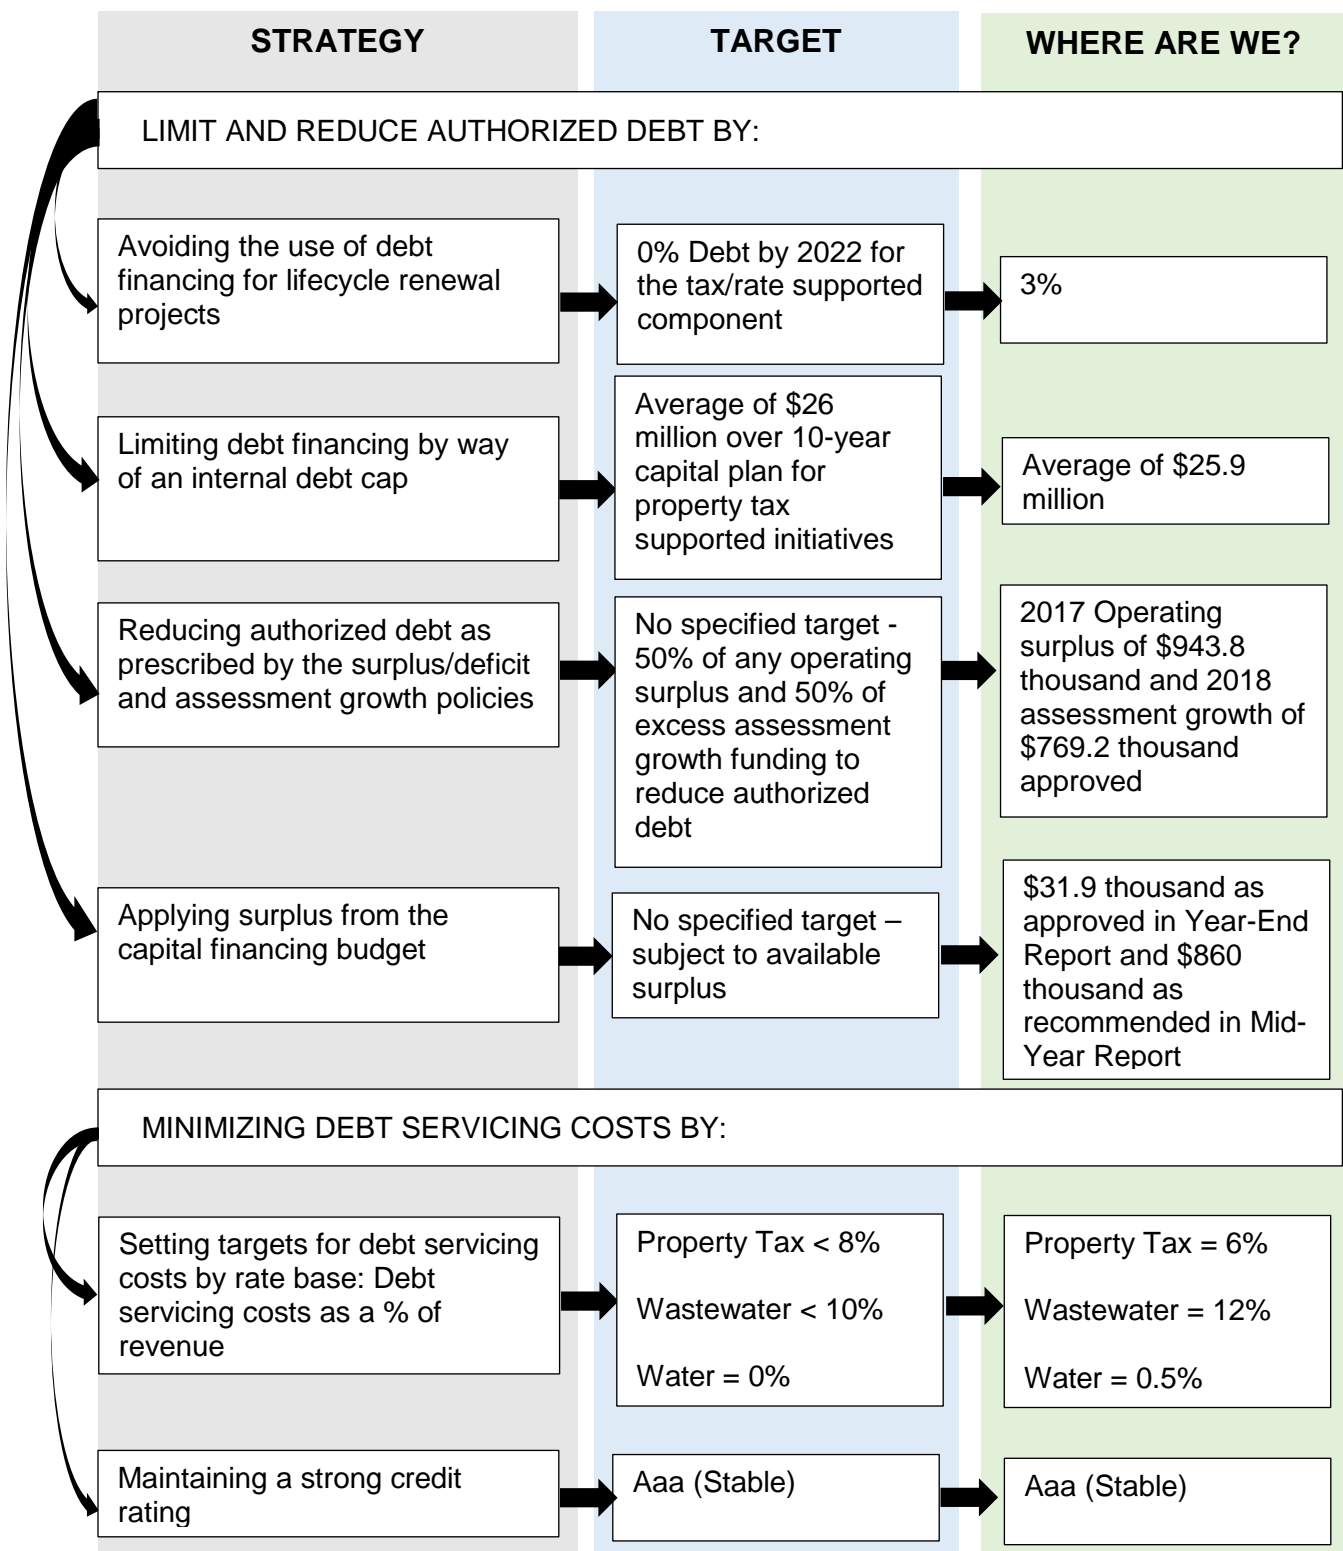 STRATEGY
TARGET
WHERE ARE WE?
LIMIT AND REDUCE AUTHORIZED DEBT BY:
Avoiding the use of debt
financing for lifecycle renewal
projects
0% Debt by 2022 for
the tax/rate supported
component
3%
Limiting debt financing by way
of an internal debt cap
Average of $26
million over 10-year
capital plan for
property tax
supported initiatives
Average of $25.9
million
Reducing authorized debt as
prescribed by the surplus/deficit
and assessment growth policies
No specified target -
50% of any operating
surplus and 50% of
excess assessment
growth funding to
reduce authorized
debt
2017 Operating
surplus of $943.8
thousand and 2018
assessment growth of
$769.2 thousand
approved
Applying surplus from the
capital financing budget
No specified target –
subject to available
surplus
$31.9 thousand as
approved in Year-End
Report and $860
thousand as
recommended in Mid-
Year Report
MINIMIZING DEBT SERVICING COSTS BY:
Setting targets for debt servicing
costs by rate base: Debt
servicing costs as a % of
revenue
Property Tax < 8%
Wastewater < 10%
Water = 0%
Property Tax = 6%
Wastewater = 12%
Water = 0.5%
Maintaining a strong credit
rating
Aaa (Stable)
Aaa (Stable)